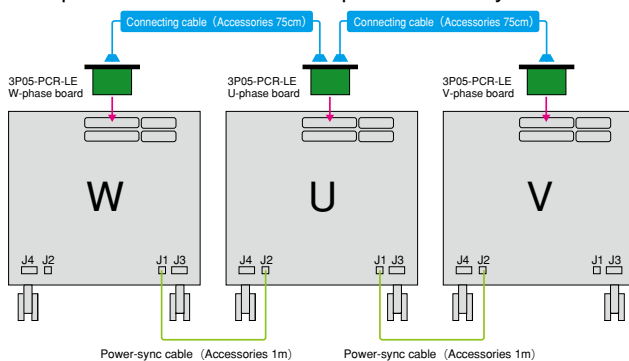 Connecting cable (Accessories 75cm) Connecting cable (Accessories 75cm)
3P05-PCR-LE
W-phase board
3P05-PCR-LE
U-phase board
3P05-PCR-LE
V-phase board
W U V
J4 J2 J1 J3 J4 J2 J1 J3 J4 J2 J1 J3
Power-sync cable (Accessories 1m) Power-sync cable (Accessories 1m)